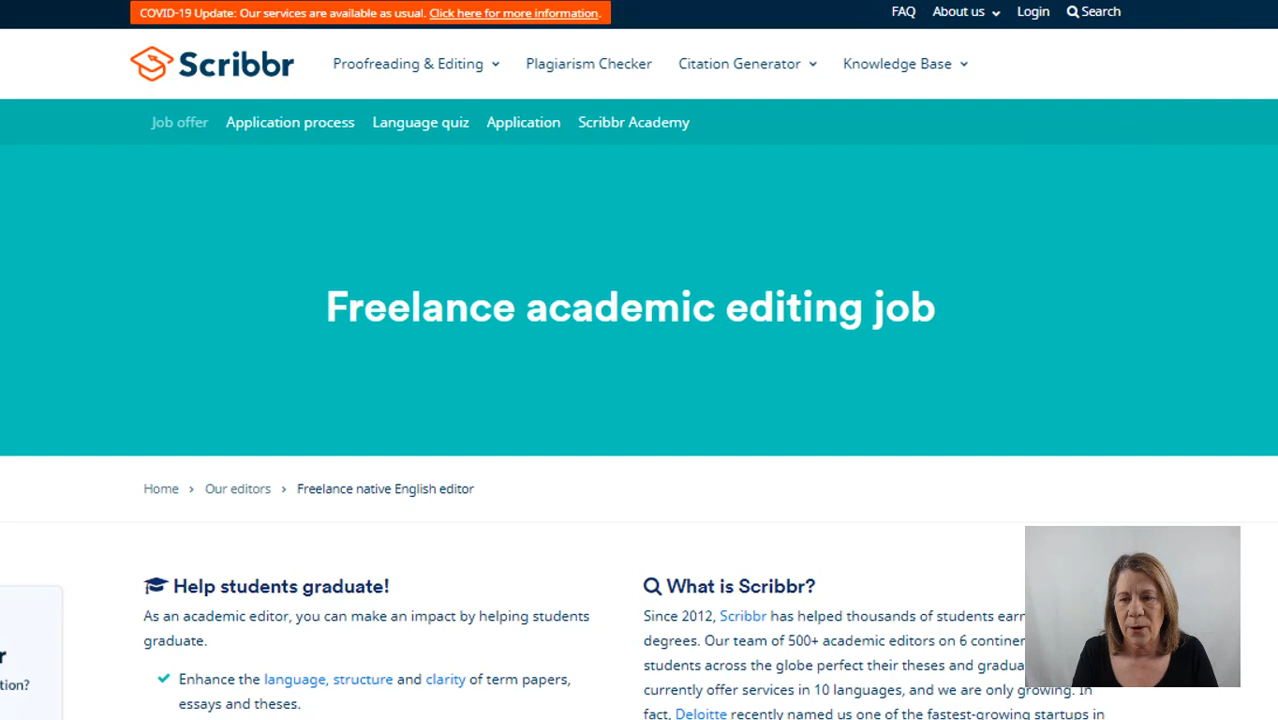 COVID-19 Update: Our services are available as usual. Click here for more information.
FAQ About us Login Search
Scribbr Proofreading & Editing Plagiarism Checker Citation Generator Knowledge Base
Job offer Application process Language quiz Application Scribbr Academy
Freelance academic editing job
Home › Our editors › Freelance native English editor
Help students graduate!
As an academic editor, you can make an impact by helping students
graduate.
Enhance the language, structure and clarity of term papers,
essays and theses.
What is Scribbr?
Since 2012, Scribbr has helped thousands of students earn
degrees. Our team of 500+ academic editors on 6
students across the globe perfect their theses and
currently offer services in 10 languages, and we are only growing. In
fact, Deloitte recently named us one of the fastest-growing startups in
r
tion?